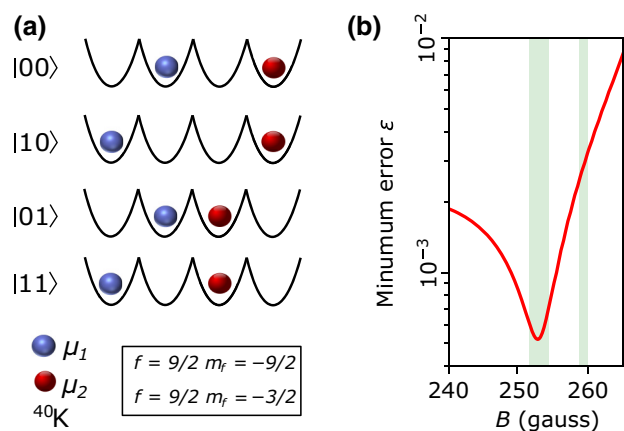 (a)
|00⟩
|10⟩
|01⟩
|11⟩
μ1
μ2
40K
f = 9/2 mf = −9/2
f = 9/2 mf = −3/2
(b)
Minumum error ε
10−2
10−3
240
250
260
B (gauss)